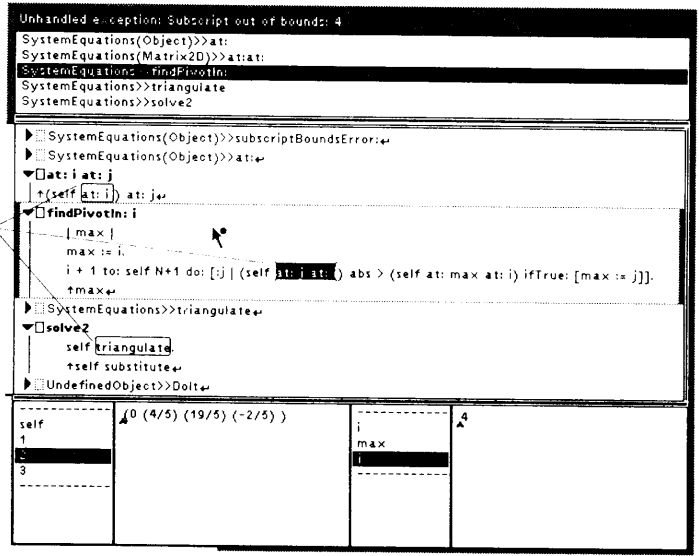 Unhandled exception: Subscript out of bounds: 4
SystemEquations(Object)>>at:
SystemEquations(Matrix2D)>>at:at:
SystemEquations>>findPivotIn:
SystemEquations>>triangulate
SystemEquations>>solve2
SystemEquations(Object)>>subscriptBoundsError:↵
SystemEquations(Object)>>at:↵
at: i at: j
↑(self at: i ) at: j↵
findPivotIn: i
| max |
max := i.
i + 1 to: self N+1 do: [:j | (self at: j at: i) abs > (self at: max at: i) ifTrue: [max := j]].
↑max↵
SystemEquations>>triangulate↵
solve2
self triangulate.
↑self substitute↵
UndefinedObject>>DoIt↵
self
1
2
3
(0 (4/5) (19/5) (-2/5) )
i
max
j
4